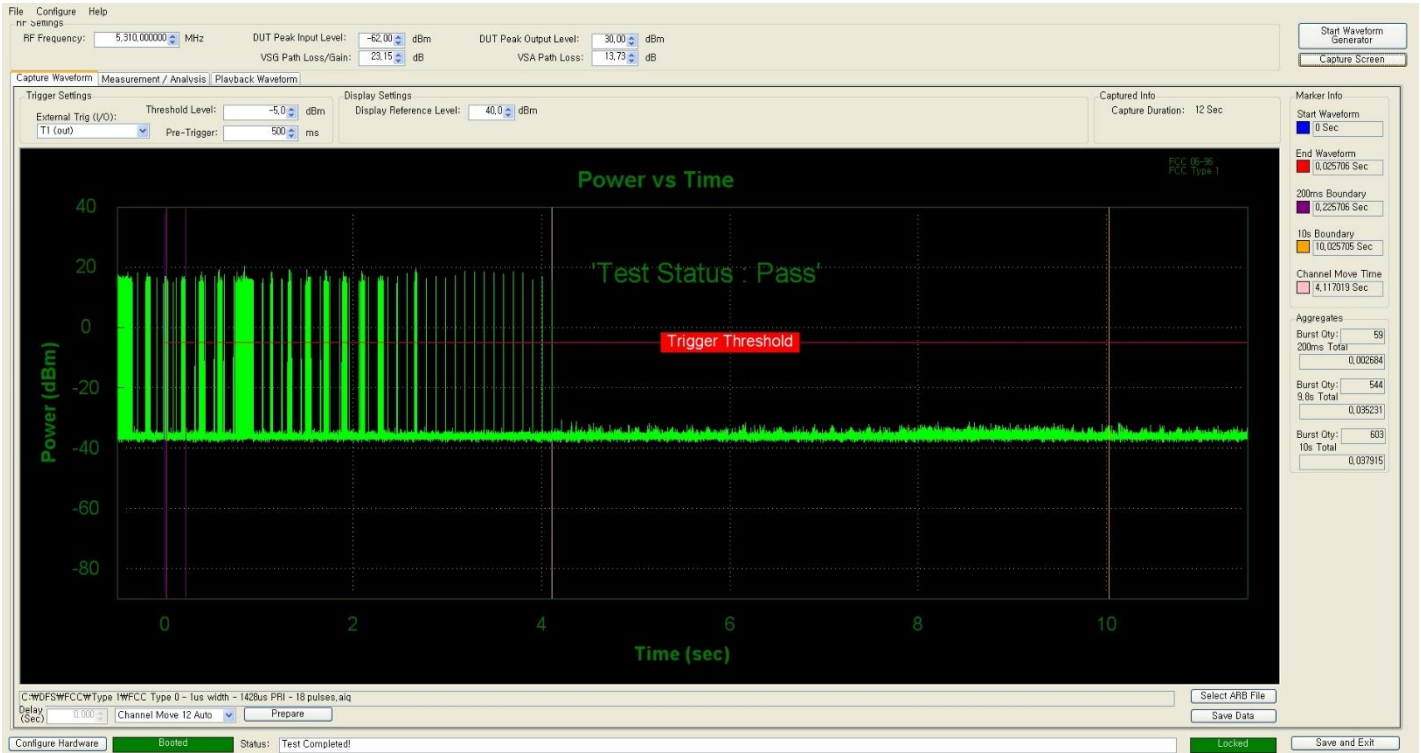 File Configure Help
RF Settings
RF Frequency: 5,310,000000 MHz DUT Peak Input Level: -62,00 dBm DUT Peak Output Level: 30,00 dBm
VSG Path Loss/Gain: 23,15 dB VSA Path Loss: 13,73 dB
Start Waveform Generator
Capture Screen
Capture Waveform Measurement / Analysis Playback Waveform
Trigger Settings
External Trig (I/O):
T1 (out)
Threshold Level: -5,0 dBm
Pre-Trigger: 500 ms
Display Settings
Display Reference Level: 40,0 dBm
Captured Info
Capture Duration: 12 Sec
Marker Info
Start Waveform
0 Sec
End Waveform
0,025706 Sec
200ms Boundary
0,225706 Sec
10s Boundary
10,025705 Sec
Channel Move Time
4,117019 Sec
Aggregates
Burst Qty: 59
200ms Total
0,002684
Burst Qty: 544
9,8s Total
0,035231
Burst Qty: 603
10s Total
0,037915
FCC 06-96
FCC Type 1
Power vs Time
'Test Status : Pass'
Trigger Threshold
Power (dBm)
40
20
0
-20
-40
-60
-80
0 2 4 6 8 10
Time (sec)
C:₩DFS₩FCC₩Type 1₩FCC Type 0 - 1us width - 1428us PRI - 18 pulses,aiq
Select ARB File
Delay (Sec) 0,000 Channel Move 12 Auto Prepare
Save Data
Configure Hardware Booted Status: Test Completed! Locked Save and Exit